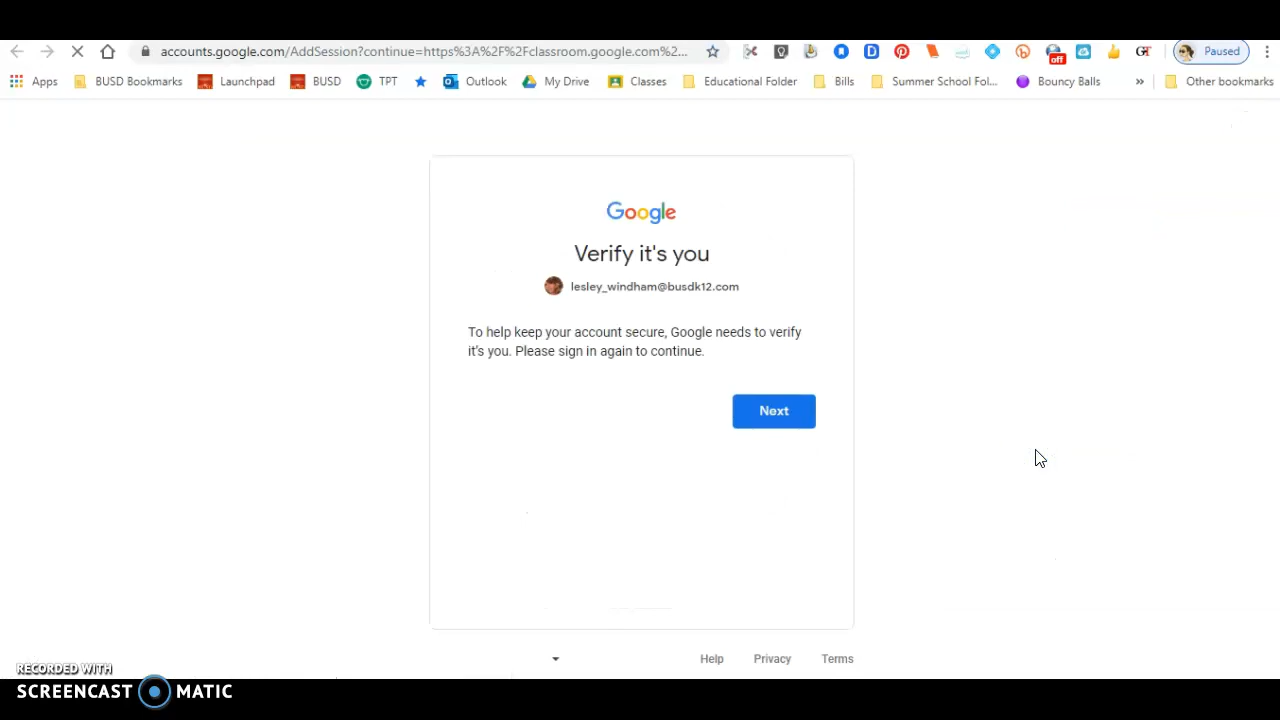 accounts.google.com/AddSession?continue=https%3A%2F%2Fclassroom.google.com%2...
off
GT
Paused
Apps BUSD Bookmarks Launchpad BUSD TPT Outlook My Drive Classes Educational Folder Bills Summer School Fol... Bouncy Balls » Other bookmarks
Google
Verify it's you
lesley_windham@busdk12.com
To help keep your account secure, Google needs to verify
it's you. Please sign in again to continue.
Next
Help Privacy Terms
RECORDED WITH
SCREENCAST MATIC